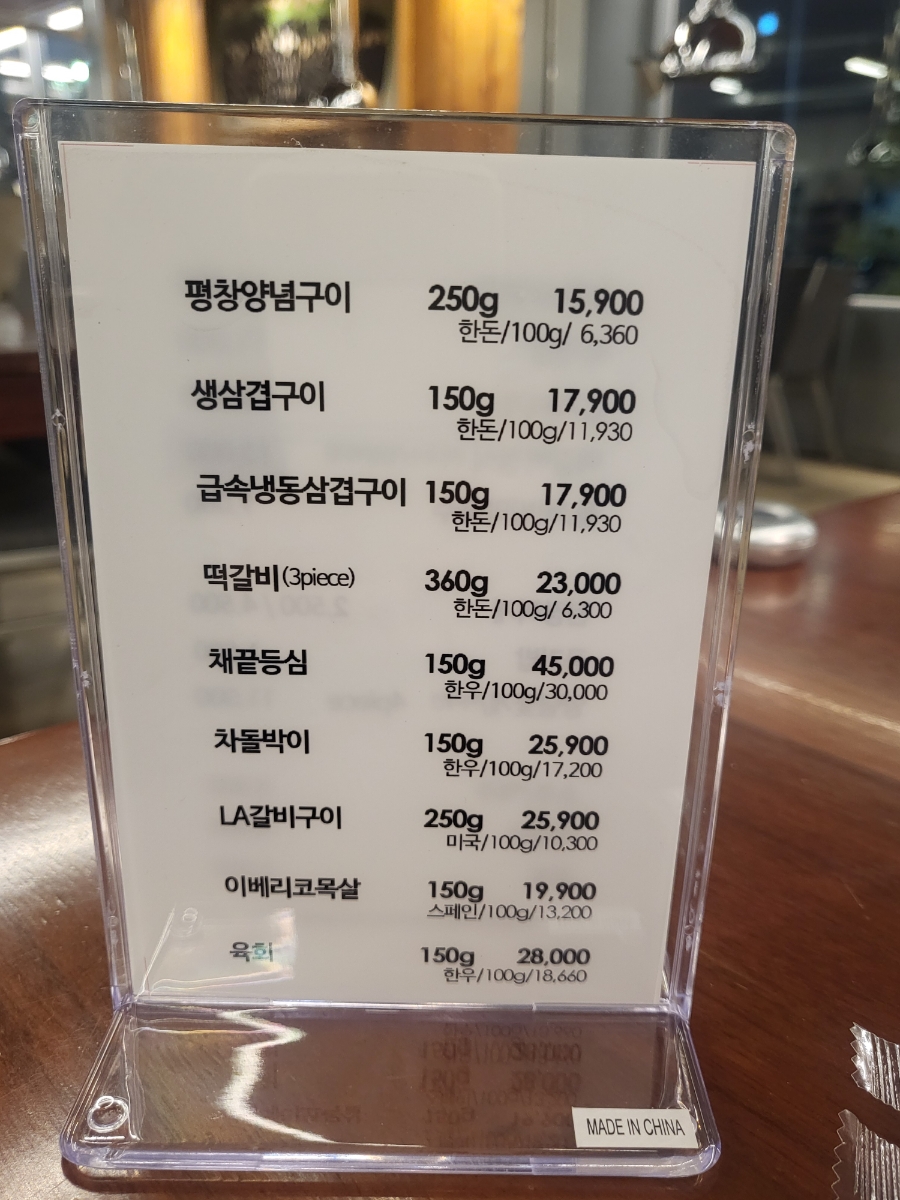 평창양념구이 250g 15,900
한돈/100g/ 6,360
생삼겹구이 150g 17,900
한돈/100g/11,930
급속냉동삼겹구이 150g 17,900
한돈/100g/11,930
떡갈비(3piece) 360g 23,000
한돈/100g/ 6,300
채끝등심 150g 45,000
한우/100g/30,000
차돌박이 150g 25,900
한우/100g/17,200
LA갈비구이 250g 25,900
미국/100g/10,300
이베리코목살 150g 19,900
스페인/100g/13,200
육회 150g 28,000
한우/100g/18,660
MADE IN CHINA